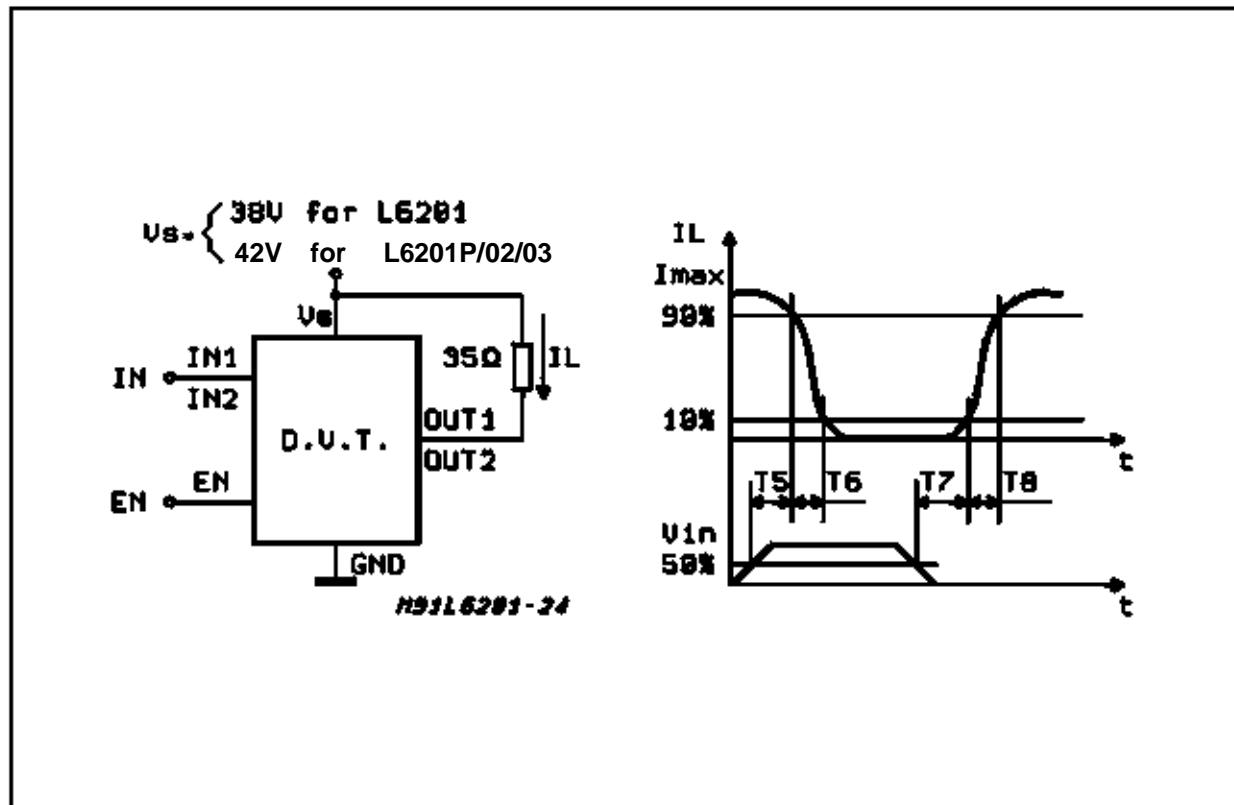 Vs= { 38V for L6201
42V for L6201P/02/03
Vs
IN IN1
IN2
EN EN
D.U.T.
35Ω IL
OUT1
OUT2
GND
M91L6201-24
IL
Imax
90%
10%
t
T5 T6 T7 T8
Vin
50%
t